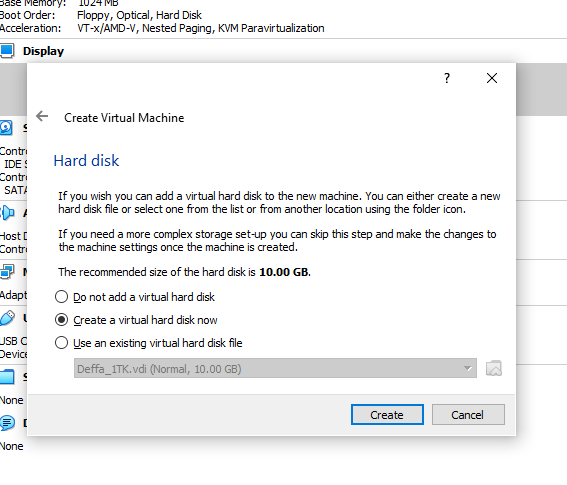 Base Memory: 1024 MB
Boot Order: Floppy, Optical, Hard Disk
Acceleration: VT-x/AMD-V, Nested Paging, KVM Paravirtualization
Display
?
Create Virtual Machine
S
Hard disk
Contro
IDE S
If you wish you can add a virtual hard disk to the new machine. You can either create a new
Contro
hard disk file or select one from the list or from another location using the folder icon.
SATA
If you need a more complex storage set-up you can skip this step and make the changes to
Host D
the machine settings once the machine is created.
Contro
The recommended size of the hard disk is 10.00 GB.
Adapt
Do not add a virtual hard disk
Create a virtual hard disk now
USB C
Use an existing virtual hard disk file
Device
Deffa_1TK.vdi (Normal, 10.00 GB)
S
None
Create
Cancel
None